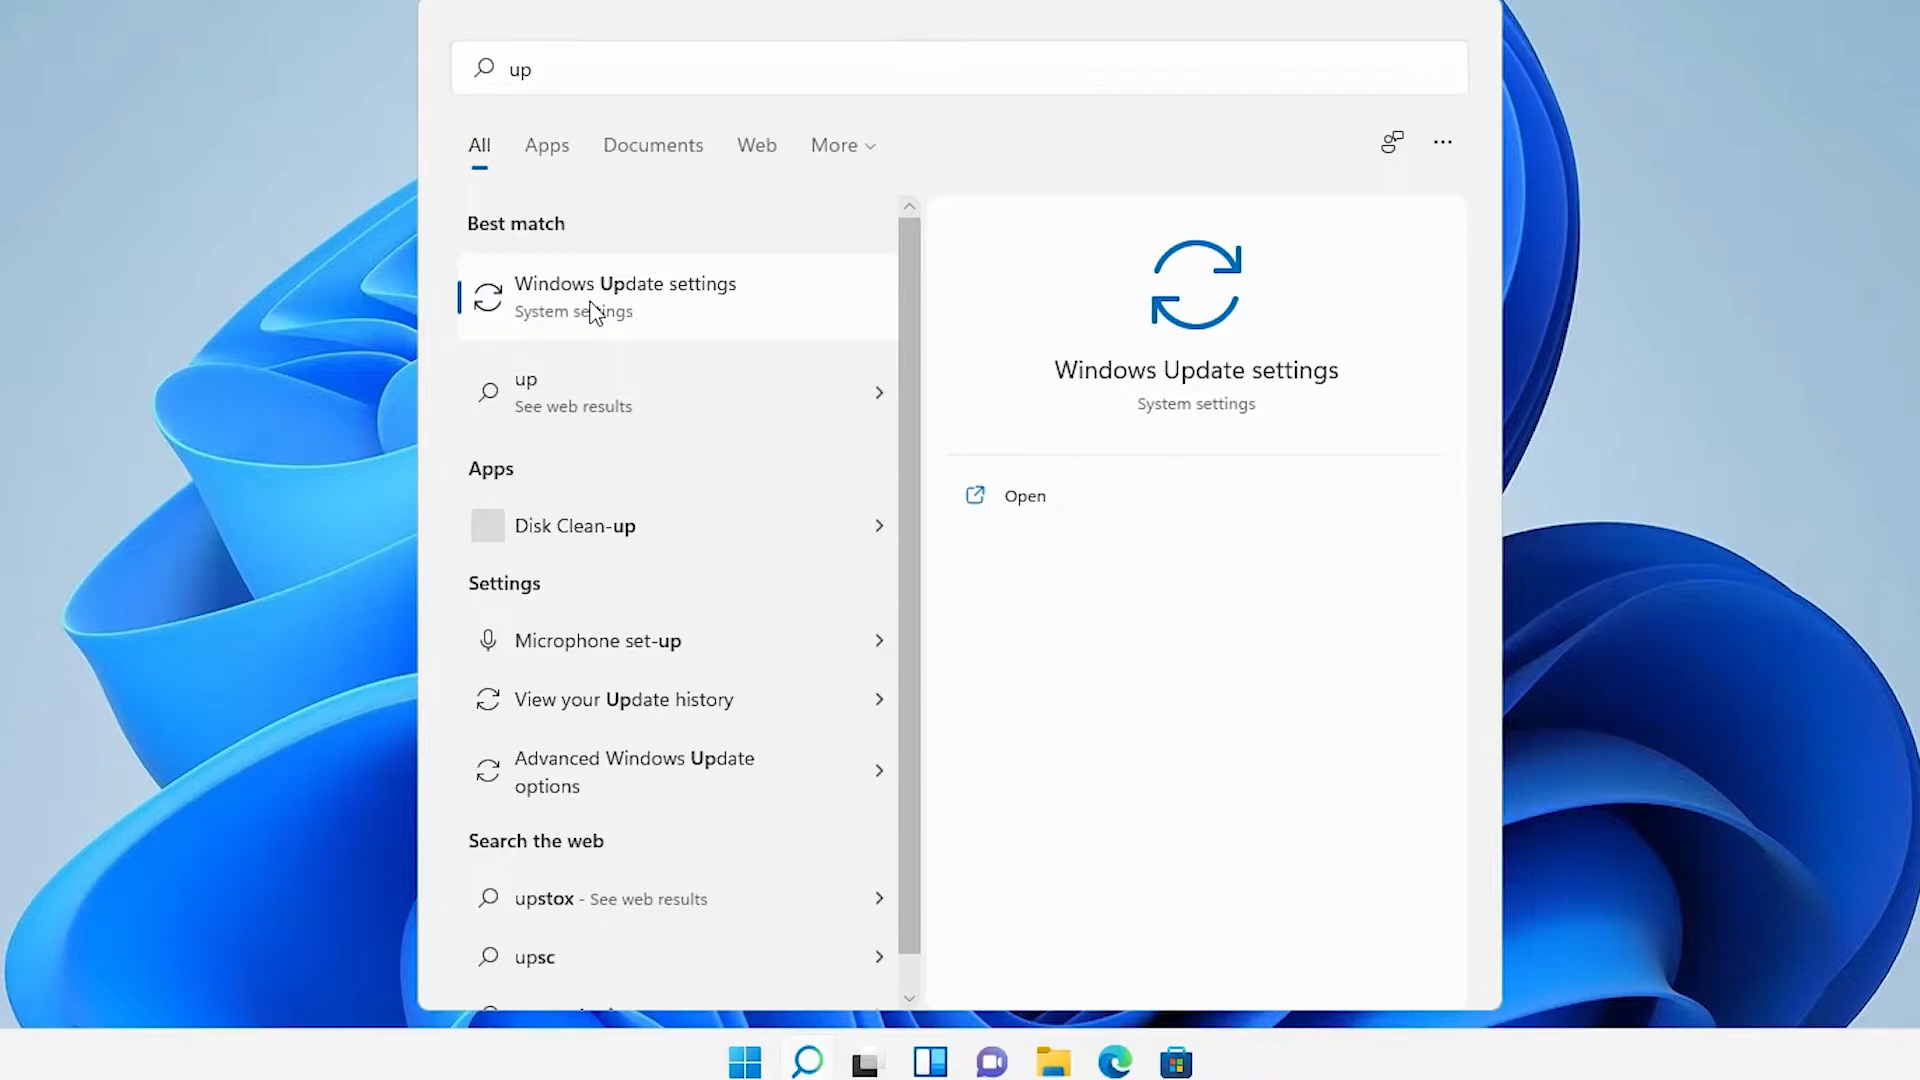 up
All Apps Documents Web More
Best match
Windows Update settings
System settings
up
See web results
Apps
Disk Clean-up
Settings
Microphone set-up
View your Update history
Advanced Windows Update
options
Search the web
upstox - See web results
upsc
Windows Update settings
System settings
Open